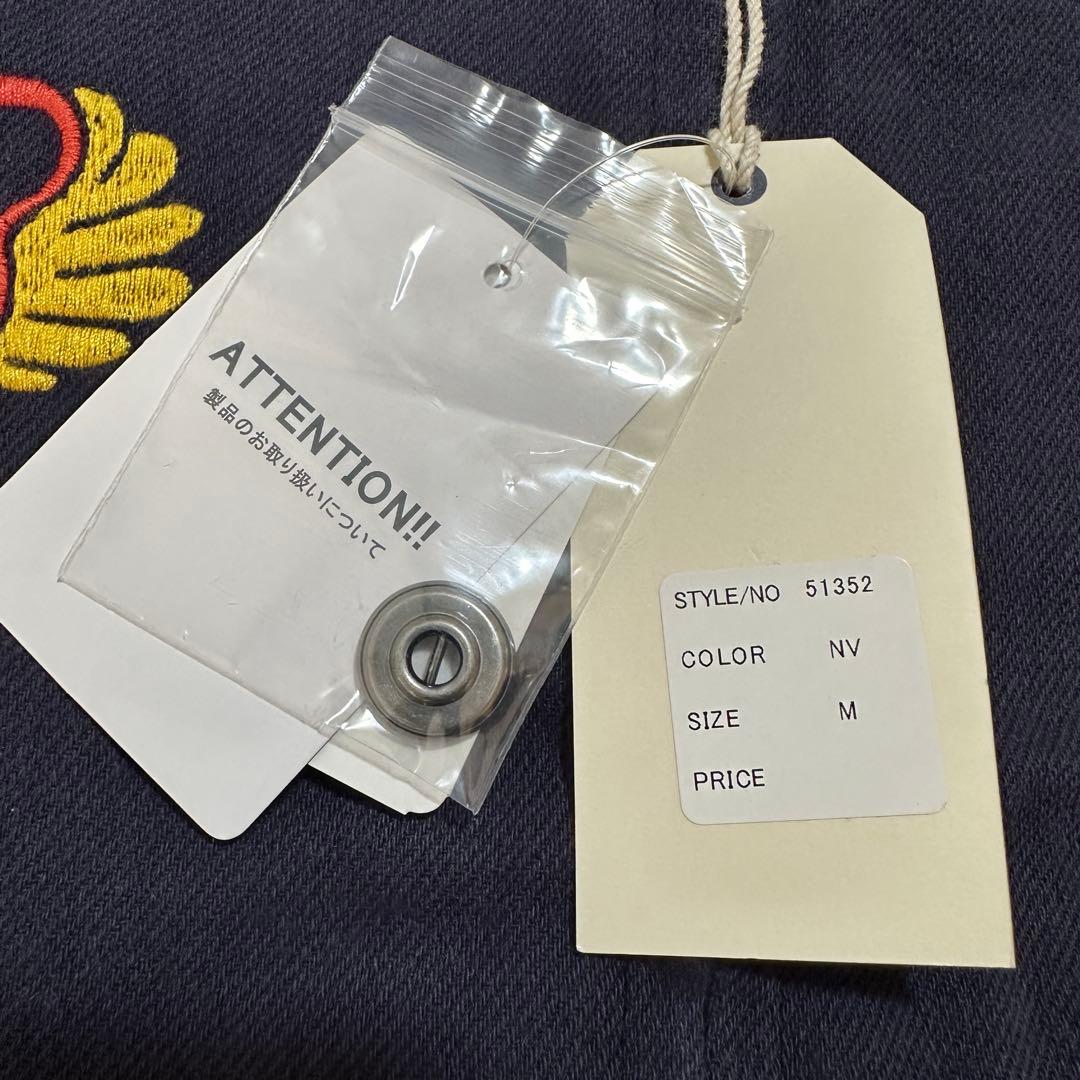 ATTENTION!!
製品のお取り扱いについて
STYLE/NO 51352
COLOR NV
SIZE M
PRICE